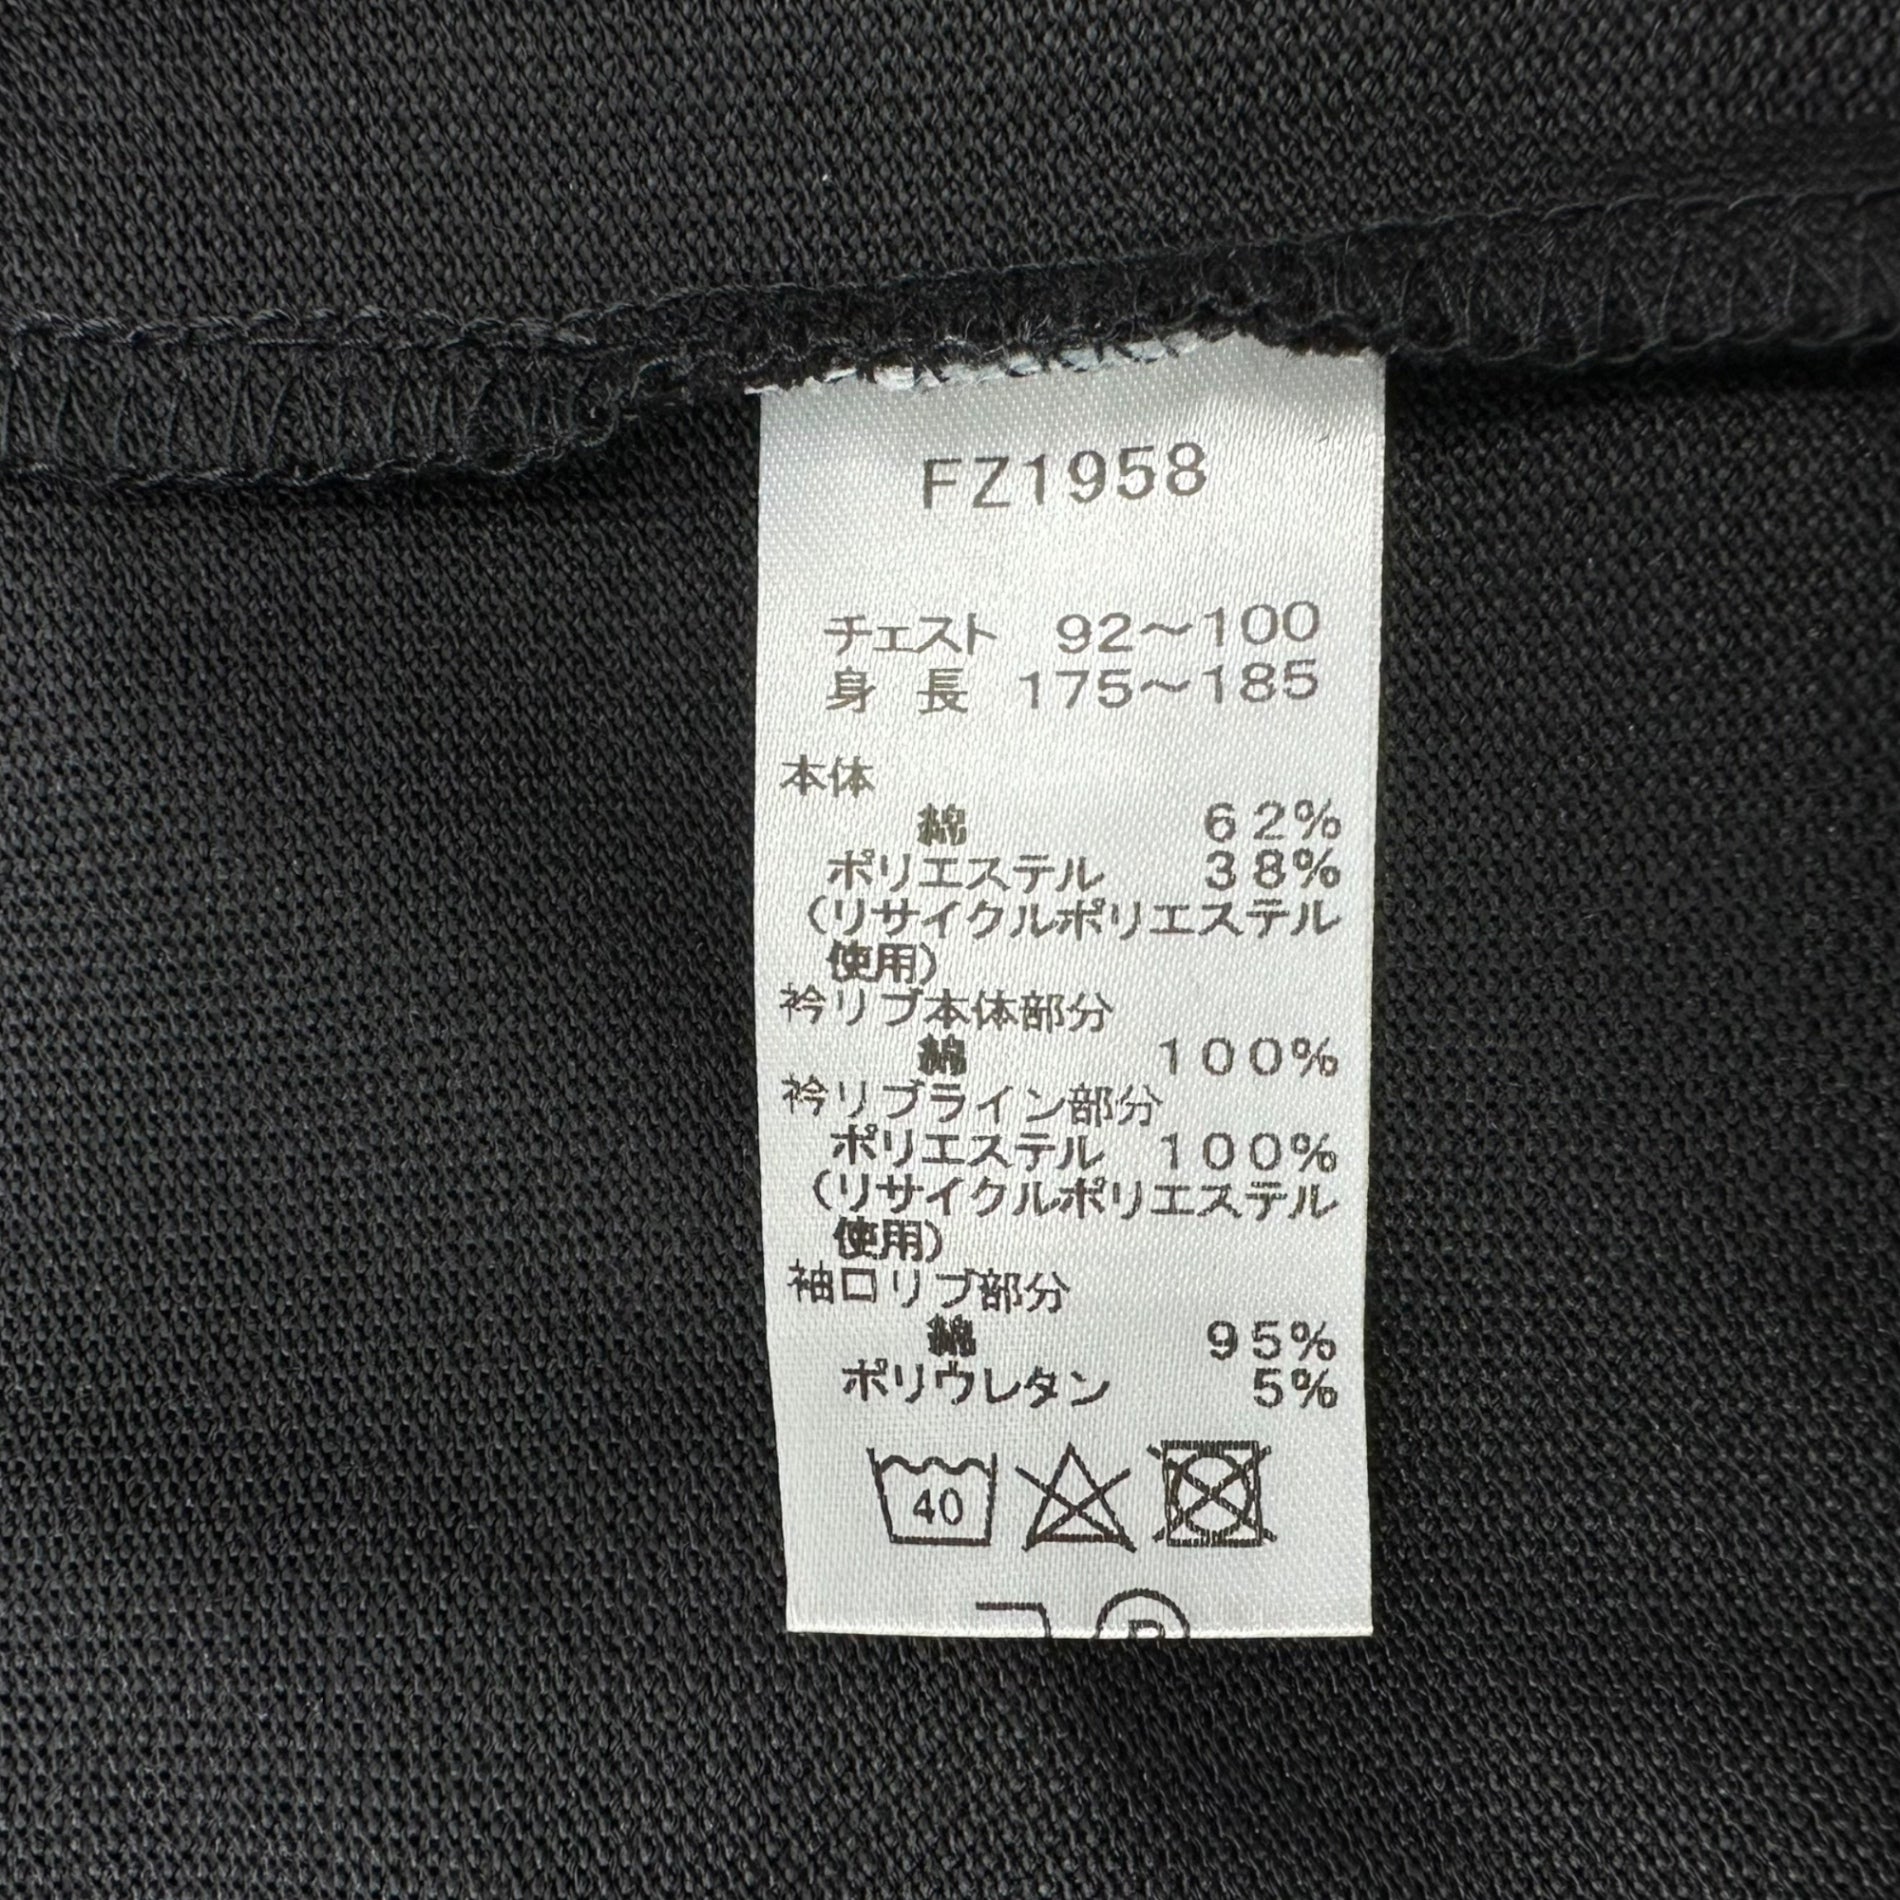 FZ1958
チェスト 92～100
身 長 175～185
本体
綿 62%
ポリエステル 38%
(リサイクルポリエステル
使用)
衿リブ本体部分
綿 100%
衿リブライン部分
ポリエステル 100%
(リサイクルポリエステル
使用)
袖口リブ部分
綿 95%
ポリウレタン 5%
40